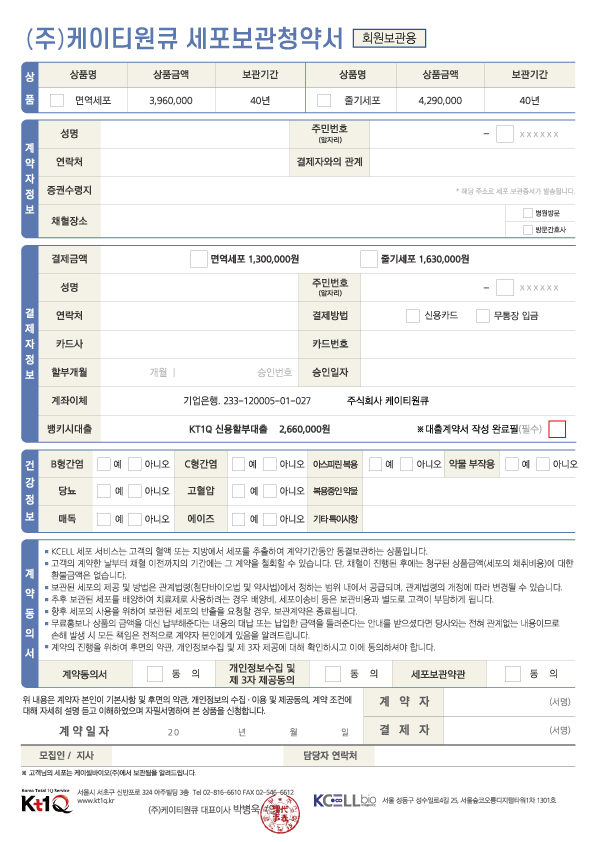 (주)케이티원큐 세포보관청약서 회원보관용
상품
상품명 상품금액 보관기간 상품명 상품금액 보관기간
면역세포 3,960,000 40년 줄기세포 4,290,000 40년
계약자정보
성명 주민번호 (앞자리) - xxxxxx
연락처 결제자와의 관계
증권수령지 * 해당 주소로 세포 보관증서가 발송됩니다.
채혈장소 병원방문
방문간호사
결제자정보
결제금액 면역세포 1,300,000원 줄기세포 1,630,000원
성명 주민번호 (앞자리) - xxxxxx
연락처 결제방법 신용카드 무통장 입금
카드사 카드번호
할부개월 개월 | 승인번호 승인일자
계좌이체 기업은행. 233-120005-01-027 주식회사 케이티원큐
뱅키시대출 KT1Q 신용할부대출 2,660,000원 ※대출계약서 작성 완료필(필수)
건강정보
B형간염 예 아니오 C형간염 예 아니오 아스피린 복용 예 아니오 약물 부작용 예 아니오
당뇨 예 아니오 고혈압 예 아니오 복용중인 약물
매독 예 아니오 에이즈 예 아니오 기타 특이사항
계약동의서
▪ KCELL 세포 서비스는 고객의 혈액 또는 지방에서 세포를 추출하여 계약기간동안 동결보관하는 상품입니다.
▪ 고객의 계약한 날부터 채혈 이전까지의 기간에는 그 계약을 철회할 수 있습니다. 단, 채혈이 진행된 후에는 청구된 상품금액(세포의 채취비용)에 대한
환불금액은 없습니다.
▪ 보관된 세포의 제공 및 방법은 관계법령(첨단바이오법 및 약사법)에서 정하는 범위 내에서 공급되며, 관계법령의 개정에 따라 변경될 수 있습니다.
▪ 추후 보관된 세포를 배양하여 치료제로 사용하려는 경우 배양비, 세포이송비 등은 보관비용과 별도로 고객이 부담하게 됩니다.
▪ 향후 세포의 사용을 위하여 보관된 세포의 반출을 요청할 경우, 보관계약은 종료됩니다.
▪ 무료홍보나 상품의 금액을 대신 납부해준다는 내용의 대납 또는 납입한 금액을 돌려준다는 안내를 받으셨다면 당사와는 전혀 관계없는 내용이므로
손해 발생 시 모든 책임은 전적으로 계약자 본인에게 있음을 알려드립니다.
▪ 계약의 진행을 위하여 후면의 약관, 개인정보수집 및 제 3자 제공에 대해 확인하시고 이에 동의하셔야 합니다.
계약동의서 동 의 개인정보수집 및 제 3자 제공동의 동 의 세포보관약관 동 의
위 내용은 계약자 본인이 기본사항 및 후면의 약관, 개인정보의 수집·이용 및 제공동의, 계약 조건에
대해 자세히 설명 듣고 이해하였으며 자필서명하여 본 상품을 신청합니다.
계약일자 20 년 월 일
계 약 자 (서명)
결 제 자 (서명)
모집인 / 지사 담당자 연락처
※ 고객님의 세포는 케이셀바이오(주)에서 보관됨을 알려드립니다.
Korea Total 1Q Service
Kt1Q
서울시 서초구 신반포로 324 아주빌딩 3층 Tel 02-816-6610 FAX 02-546-6612
www.kt1q.kr
(주)케이티원큐 대표이사 박병욱
KCELLbio 서울 성동구 성수일로4길 25, 서울숲코오롱디지털타워1차 1301호